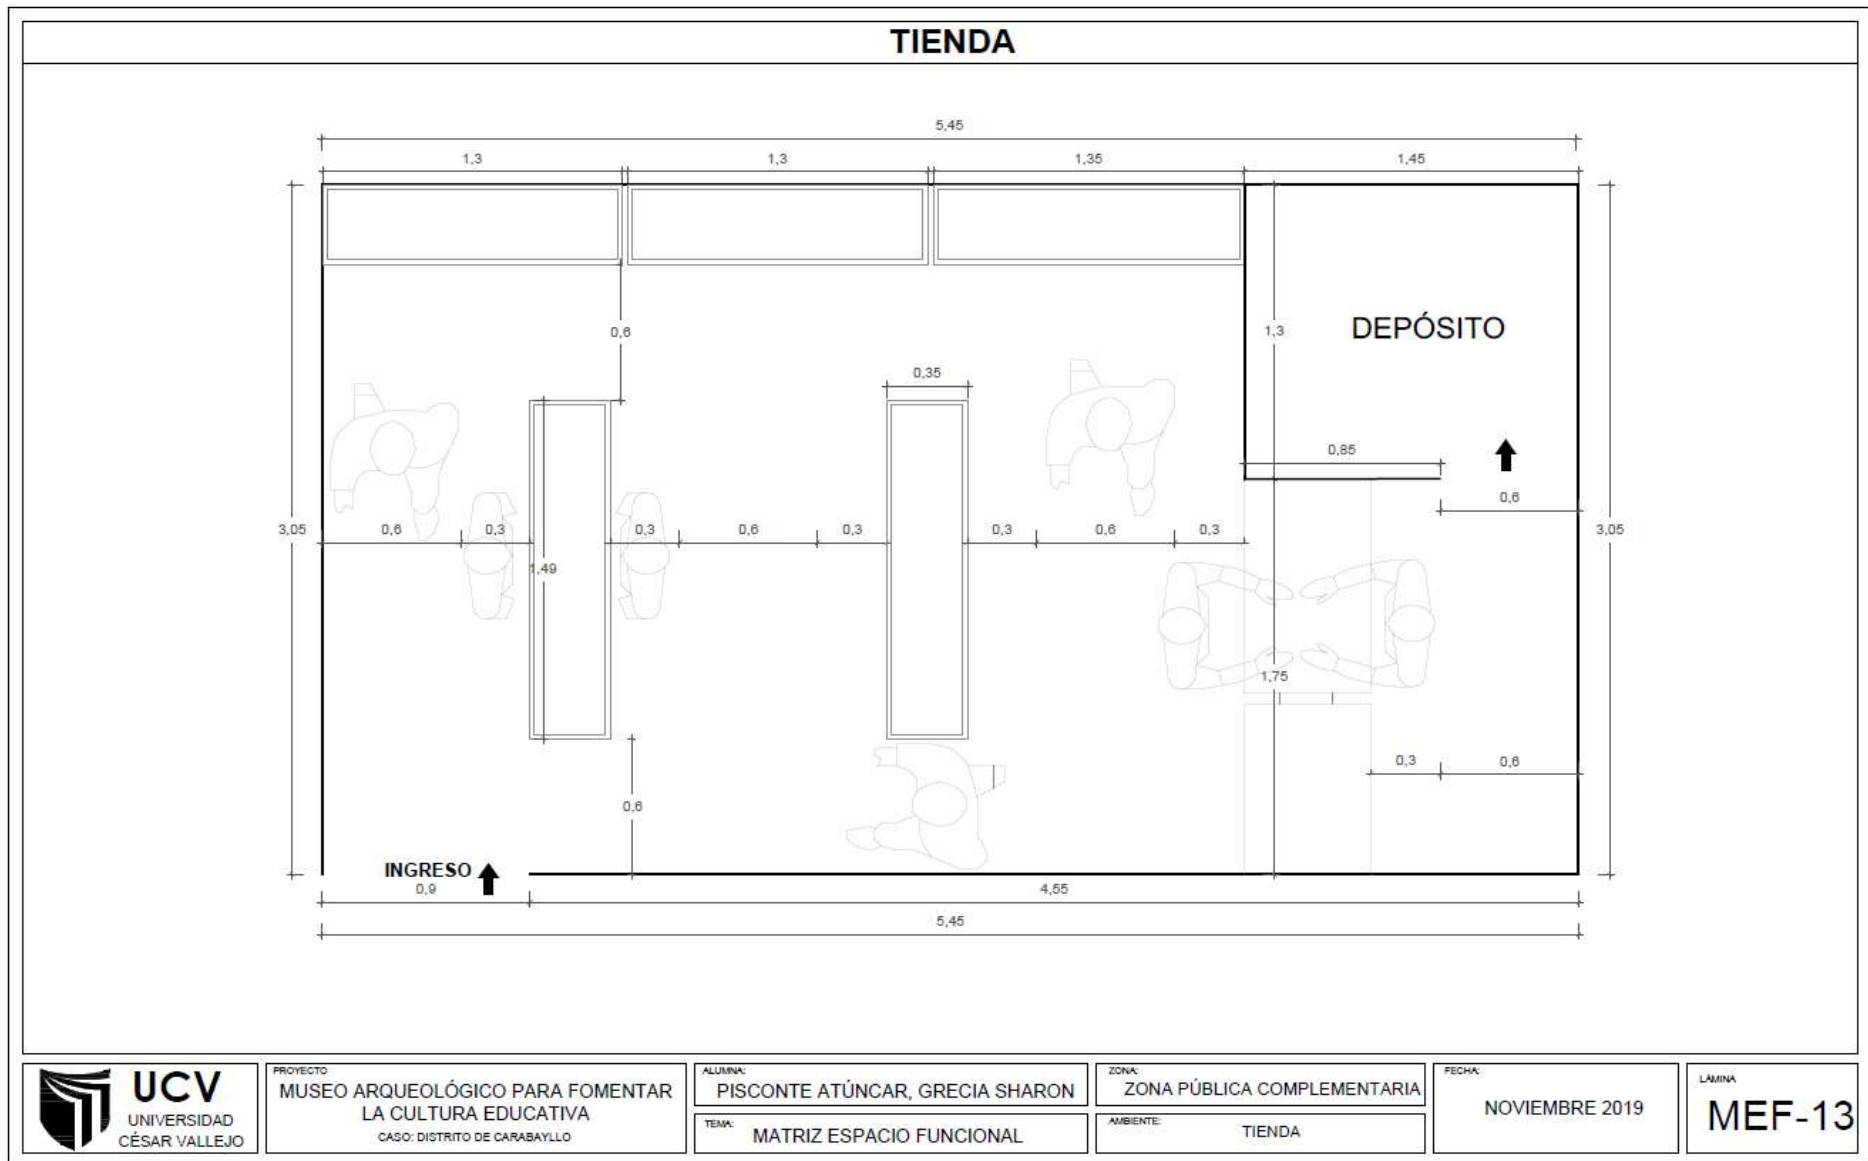 TIENDA
5,45
1,3
1,3
1,35
1,45
0,6
1,3
DEPÓSITO
0,35
0,85
0,6
3,05
0,6
0,3
0,3
0,6
0,3
0,3
0,6
0,3
3,05
1,49
1,75
0,3
0,6
0,6
INGRESO
0,9
4,55
5,45
UCV
UNIVERSIDAD
CÉSAR VALLEJO
PROYECTO
MUSEO ARQUEOLÓGICO PARA FOMENTAR
LA CULTURA EDUCATIVA
CASO: DISTRITO DE CARABAYLLO
ALUMNA:
PISCONTE ATÚNCAR, GRECIA SHARON
TEMA:
MATRIZ ESPACIO FUNCIONAL
ZONA:
ZONA PÚBLICA COMPLEMENTARIA
AMBIENTE:
TIENDA
FECHA:
NOVIEMBRE 2019
LÁMINA
MEF-13